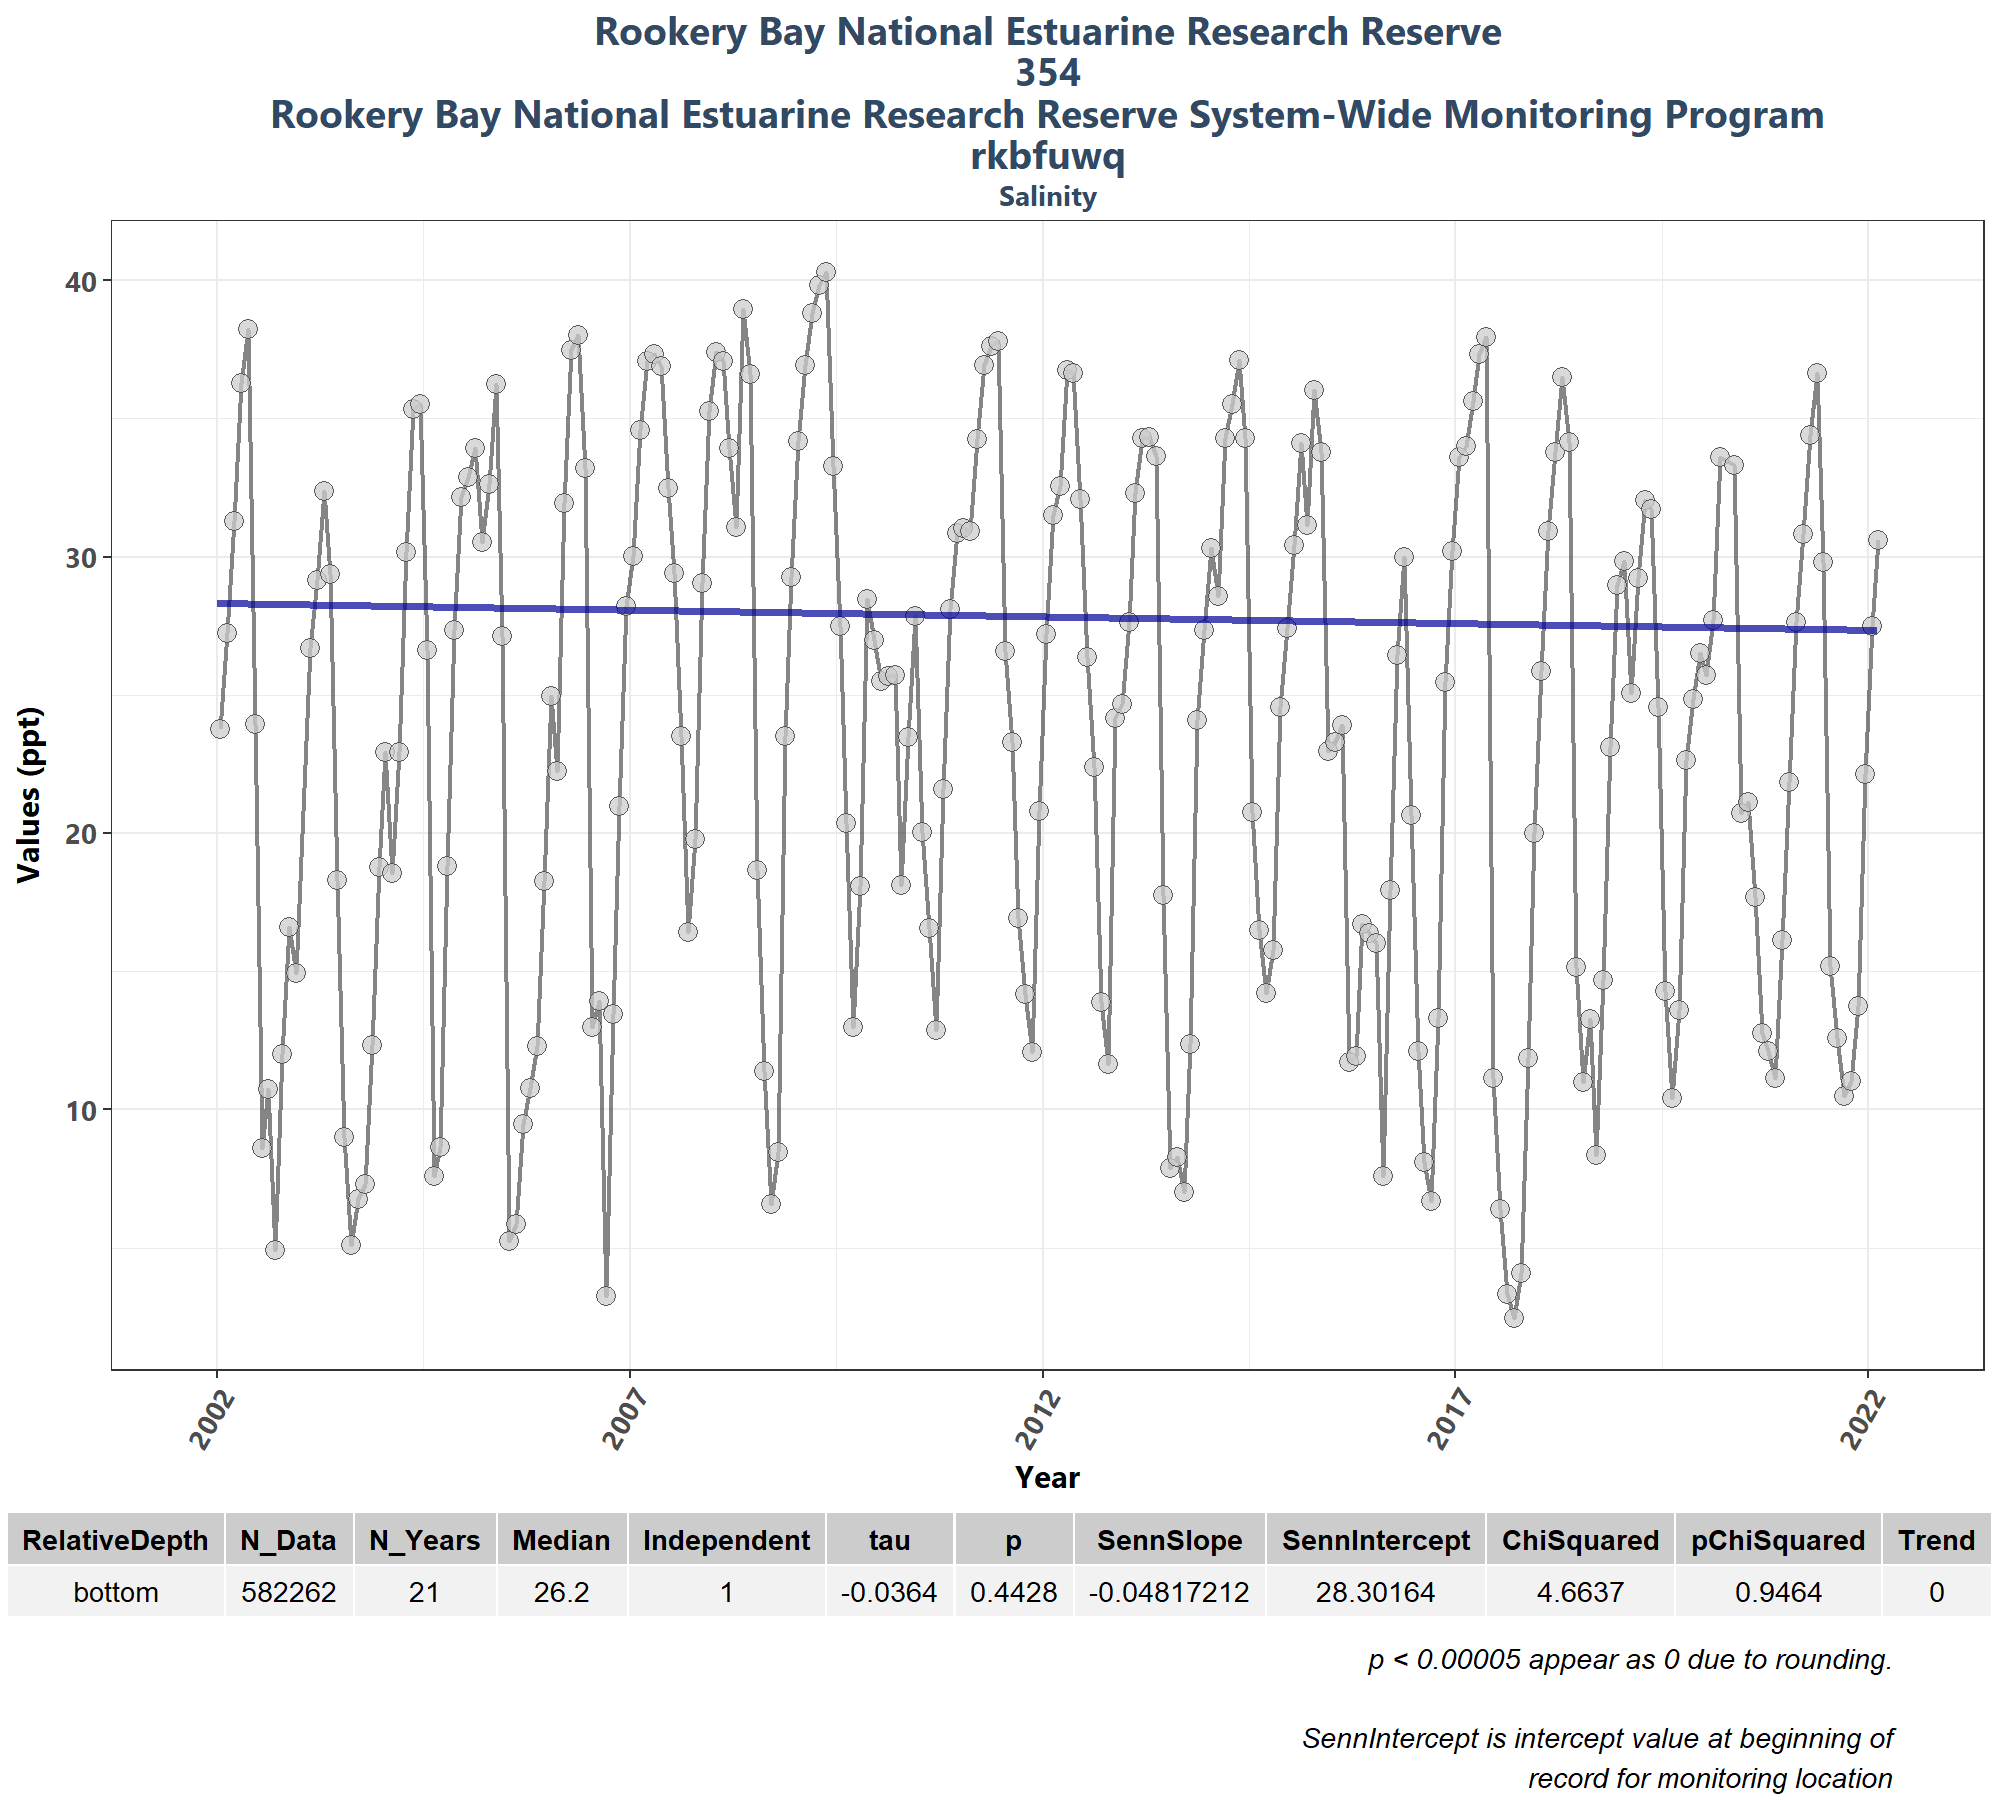 Rookery Bay National Estuarine Research Reserve
354
Rookery Bay National Estuarine Research Reserve System-Wide Monitoring Program
rkbfuwq
Salinity
Values (ppt)
40
30
20
10
2002
2007
2012
2017
2022
Year
RelativeDepth N_Data N_Years Median Independent tau p SennSlope SennIntercept ChiSquared pChiSquared Trend
bottom 582262 21 26.2 1 -0.0364 0.4428 -0.04817212 28.30164 4.6637 0.9464 0
p < 0.00005 appear as 0 due to rounding.
SennIntercept is intercept value at beginning of
record for monitoring location